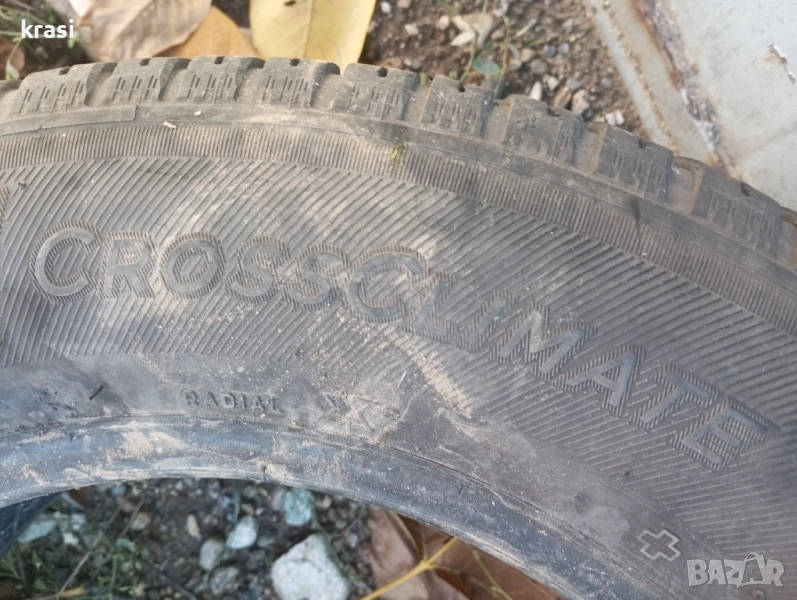 krasi
CROSSCLIMATE
RADIAL X
BAZAR